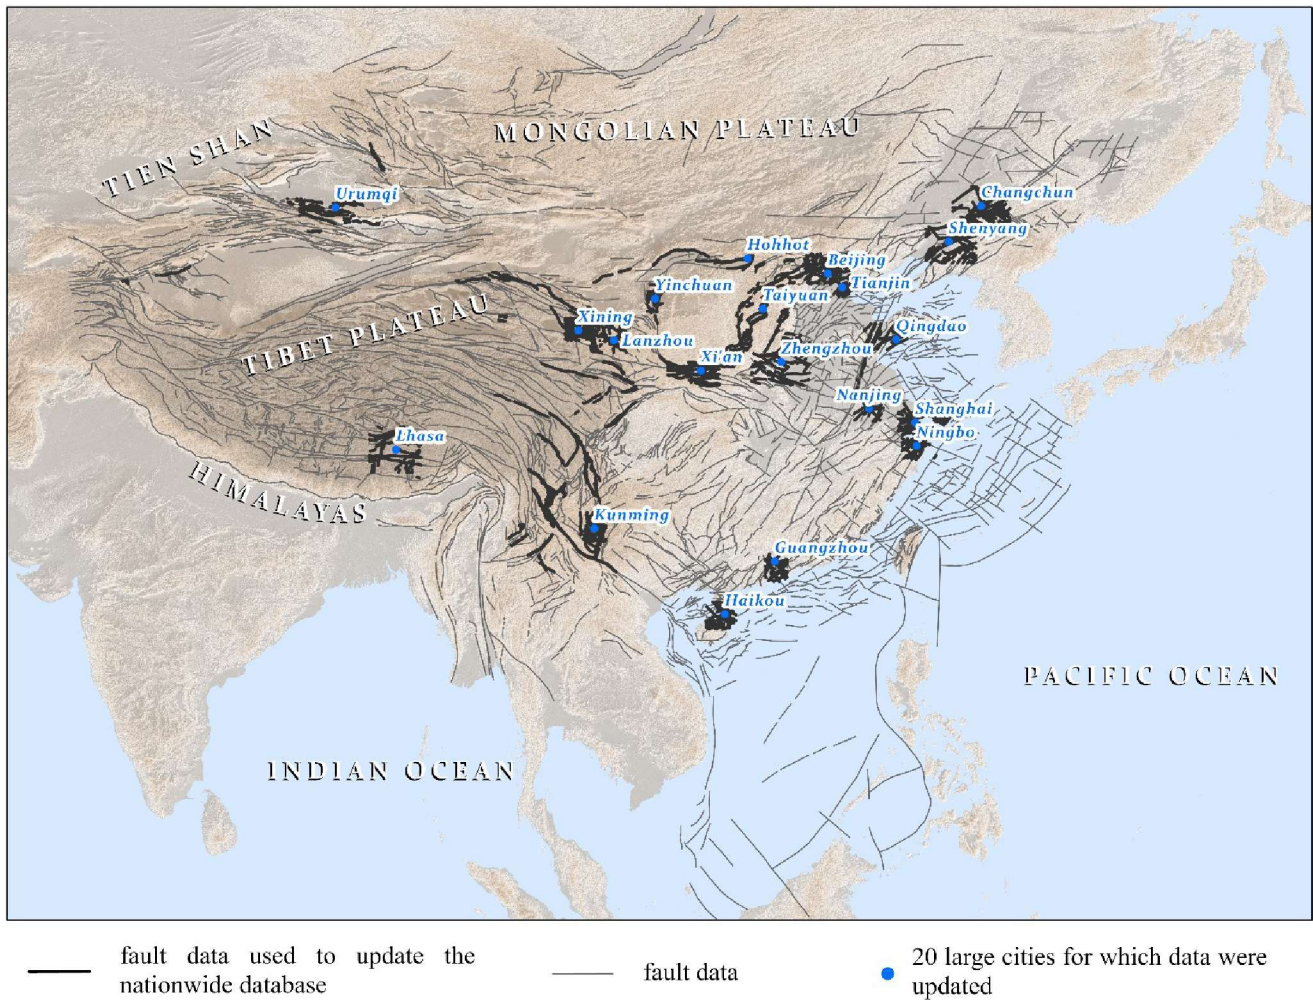 MONGOLIAN PLATEAU
TIEN SHAN
Urumqi
Changchun
Shenyang
Hohhot
Beijing
Tianjin
Yinchuan
Taiyuan
TIBET PLATEAU
Xining
Lanzhou
Qingdao
Zhengzhou
Xi'an
Nanjing
Shanghai
Ningbo
Lhasa
HIMALAYAS
Kunming
Guangzhou
Haikou
PACIFIC OCEAN
INDIAN OCEAN
fault data used to update the
nationwide database
fault data
20 large cities for which data were
updated